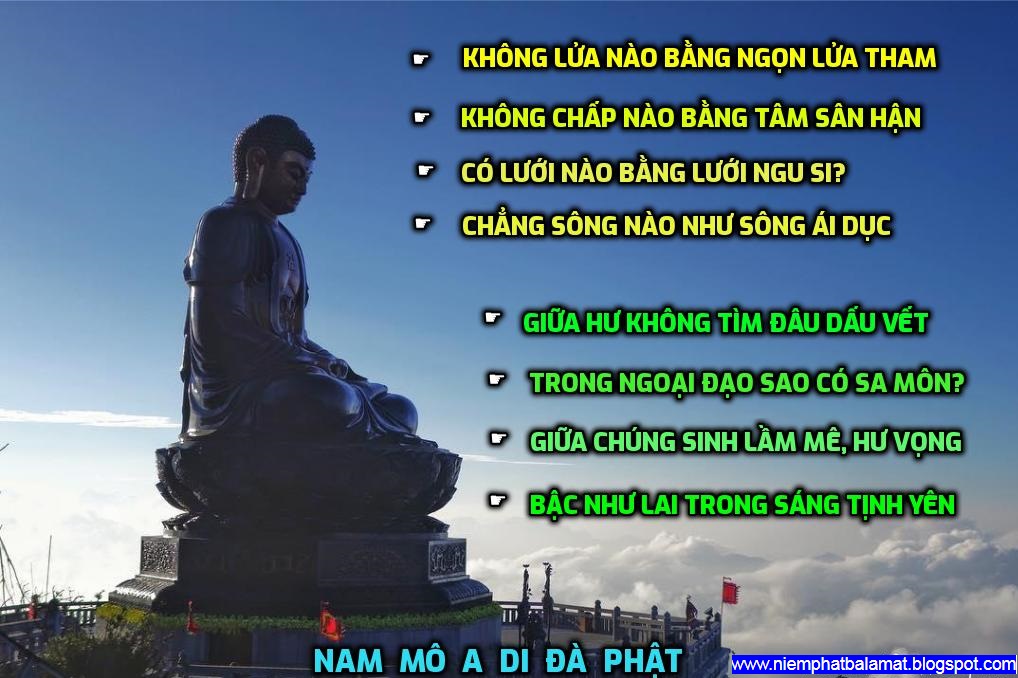 ☛ KHÔNG LỬA NÀO BẰNG NGỌN LỬA THAM
☛ KHÔNG CHẤP NÀO BẰNG TÂM SÂN HẬN
☛ CÓ LƯỚI NÀO BẰNG LƯỚI NGU SI?
☛ CHẲNG SÔNG NÀO NHƯ SÔNG ÁI DỤC
☛ GIỮA HƯ KHÔNG TÌM ĐÂU DẤU VẾT
☛ TRONG NGOẠI ĐẠO SAO CÓ SA MÔN?
☛ GIỮA CHÚNG SINH LẦM MÊ, HƯ VỌNG
☛ BẬC NHƯ LAI TRONG SÁNG TỊNH YÊN
NAM MÔ A DI ĐÀ PHẬT
www.niemphatbalamat.blogspot.com